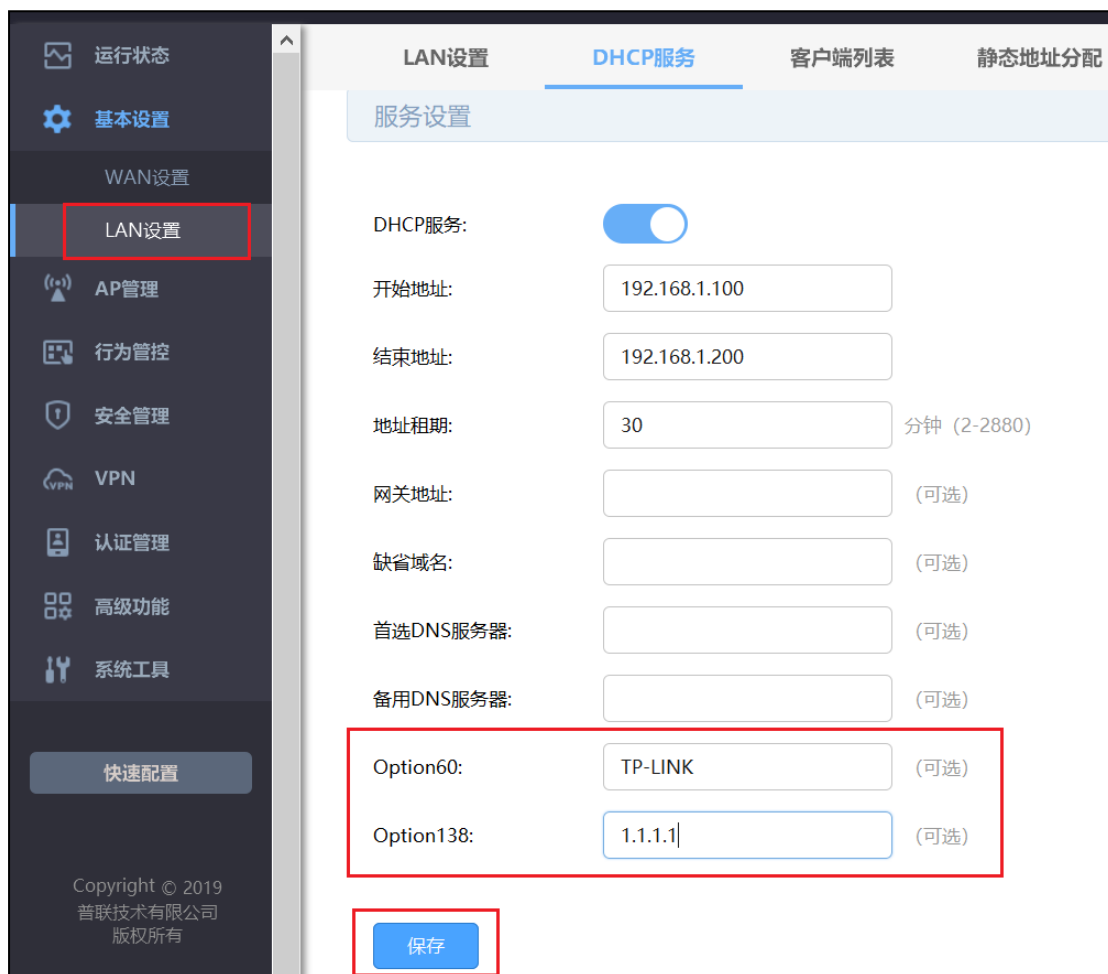 运行状态
基本设置
WAN设置
LAN设置
AP管理
行为管控
安全管理
VPN
VPN
认证管理
高级功能
系统工具
快速配置
Copyright © 2019
普联技术有限公司
版权所有
LAN设置 DHCP服务 客户端列表 静态地址分配
服务设置
DHCP服务:
开始地址: 192.168.1.100
结束地址: 192.168.1.200
地址租期: 30 分钟（2-2880）
网关地址: （可选）
缺省域名: （可选）
首选DNS服务器: （可选）
备用DNS服务器: （可选）
Option60: TP-LINK （可选）
Option138: 1.1.1.1 （可选）
保存